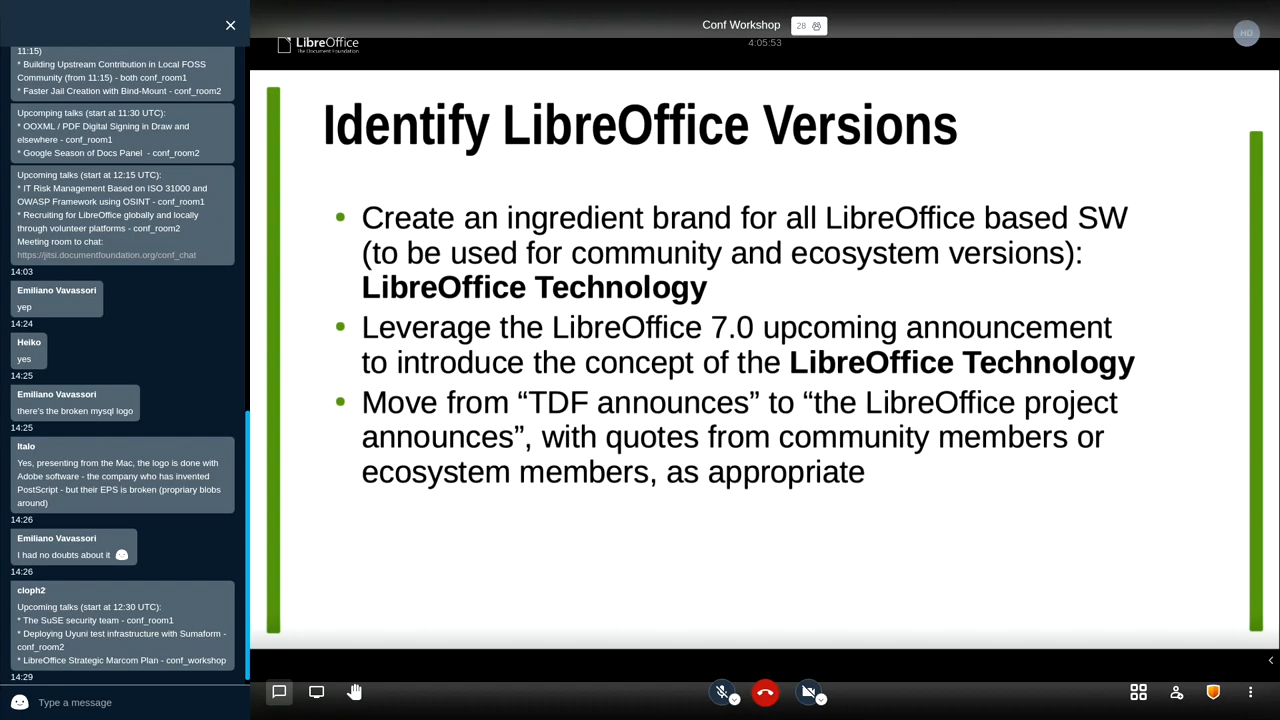 11:15)
* Building Upstream Contribution in Local FOSS
Community (from 11:15) - both conf_room1
* Faster Jail Creation with Bind-Mount - conf_room2
Upcomping talks (start at 11:30 UTC):
* OOXML / PDF Digital Signing in Draw and
elsewhere - conf_room1
* Google Season of Docs Panel - conf_room2
Upcoming talks (start at 12:15 UTC):
* IT Risk Management Based on ISO 31000 and
OWASP Framework using OSINT - conf_room1
* Recruiting for LibreOffice globally and locally
through volunteer platforms - conf_room2
Meeting room to chat:
https://jitsi.documentfoundation.org/conf_chat
14:03
Emiliano Vavassori
yep
14:24
Heiko
yes
14:25
Emiliano Vavassori
there's the broken mysql logo
14:25
Italo
Yes, presenting from the Mac, the logo is done with
Adobe software - the company who has invented
PostScript - but their EPS is broken (propriary blobs
around)
14:26
Emiliano Vavassori
I had no doubts about it
14:26
cloph2
Upcoming talks (start at 12:30 UTC):
* The SuSE security team - conf_room1
* Deploying Uyuni test infrastructure with Sumaform -
conf_room2
* LibreOffice Strategic Marcom Plan - conf_workshop
14:29
Type a message
Conf Workshop 28
4:05:53
HD
LibreOffice
The Document Foundation
Identify LibreOffice Versions
• Create an ingredient brand for all LibreOffice based SW
(to be used for community and ecosystem versions):
LibreOffice Technology
• Leverage the LibreOffice 7.0 upcoming announcement
to introduce the concept of the LibreOffice Technology
• Move from “TDF announces” to “the LibreOffice project
announces”, with quotes from community members or
ecosystem members, as appropriate